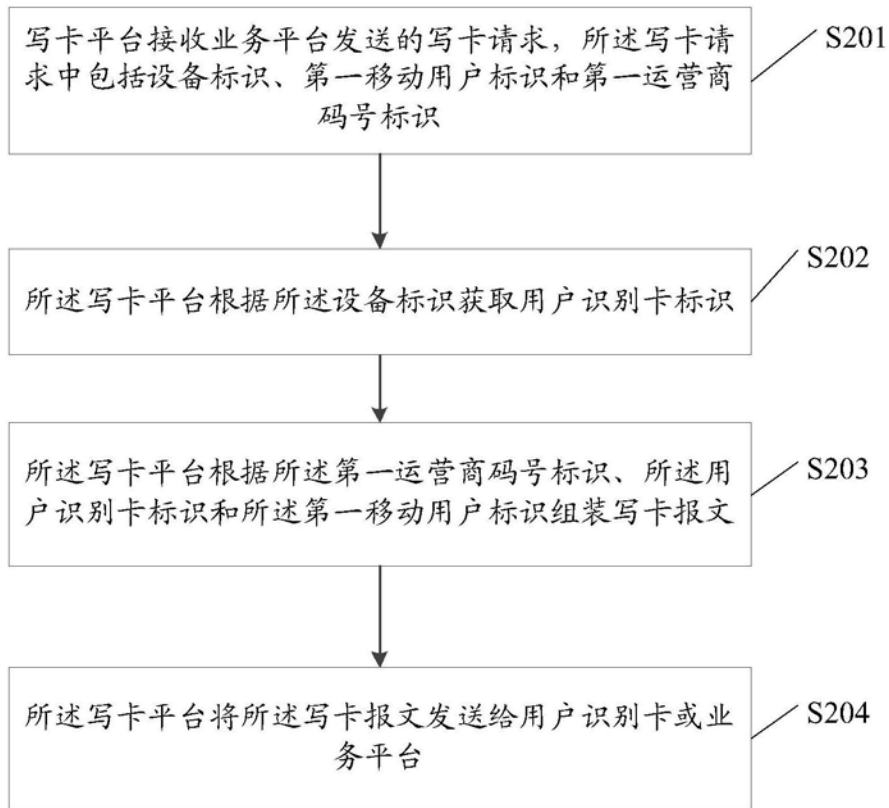 写卡平台接收业务平台发送的写卡请求，所述写卡请
求中包括设备标识、第一移动用户标识和第一运营商
码号标识
S201
所述写卡平台根据所述设备标识获取用户识别卡标识
S202
所述写卡平台根据所述第一运营商码号标识、所述用
户识别卡标识和所述第一移动用户标识组装写卡报文
S203
所述写卡平台将所述写卡报文发送给用户识别卡或业
务平台
S204